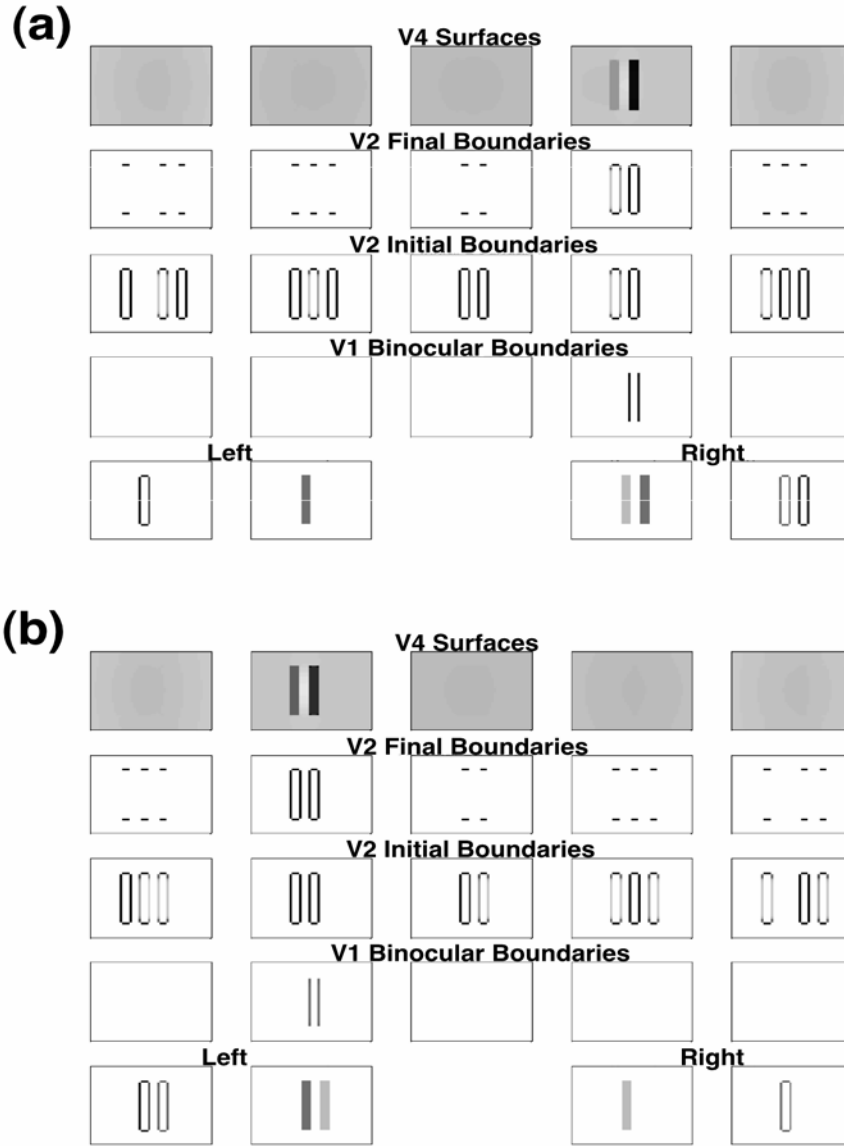 (a)
V4 Surfaces
V2 Final Boundaries
V2 Initial Boundaries
V1 Binocular Boundaries
Left Right
(b)
V4 Surfaces
V2 Final Boundaries
V2 Initial Boundaries
V1 Binocular Boundaries
Left Right